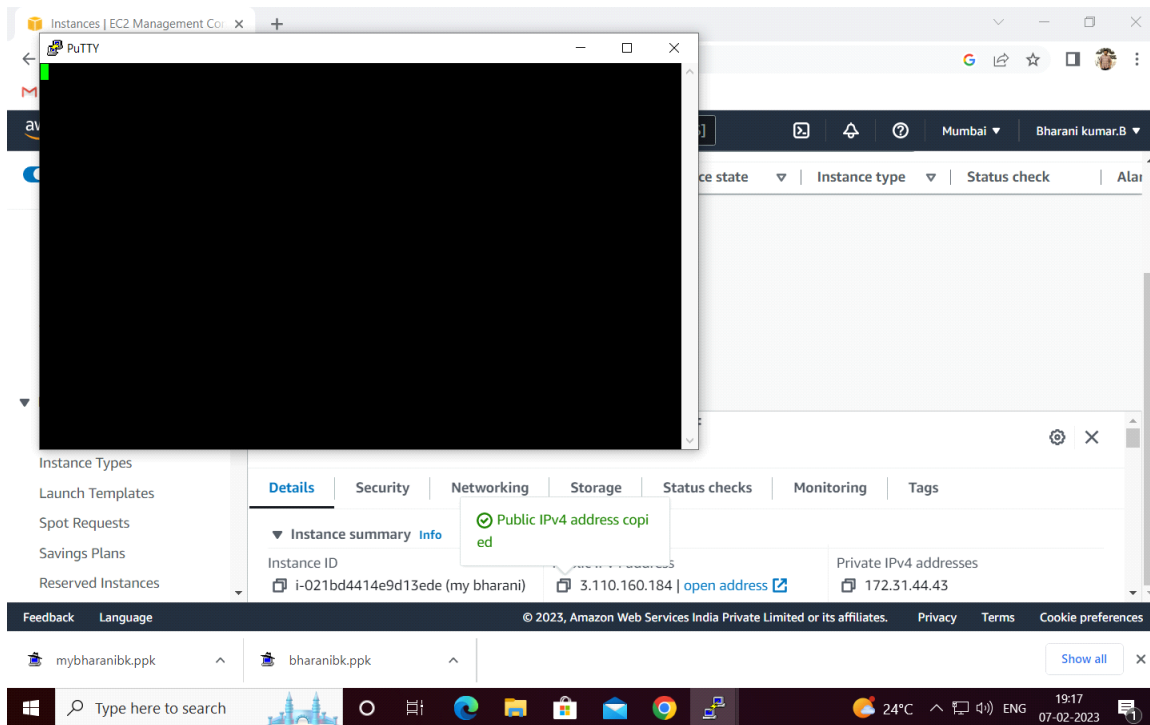 Instances | EC2 Management Co
PuTTY
Mumbai ▼
Bharani kumar.B ▼
ce state
Instance type
Status check
Alar
Instance Types
Launch Templates
Spot Requests
Savings Plans
Reserved Instances
Details
Security
Networking
Storage
Status checks
Monitoring
Tags
Public IPv4 address copi
ed
Instance summary Info
Instance ID
Private IPv4 addresses
i-021bd4414e9d13ede (my bharani)
3.110.160.184 | open address
172.31.44.43
Feedback
Language
© 2023, Amazon Web Services India Private Limited or its affiliates.
Privacy
Terms
Cookie preferences
mybharanibk.ppk
bharanibk.ppk
Show all
Type here to search
24°C
ENG
19:17
07-02-2023
1